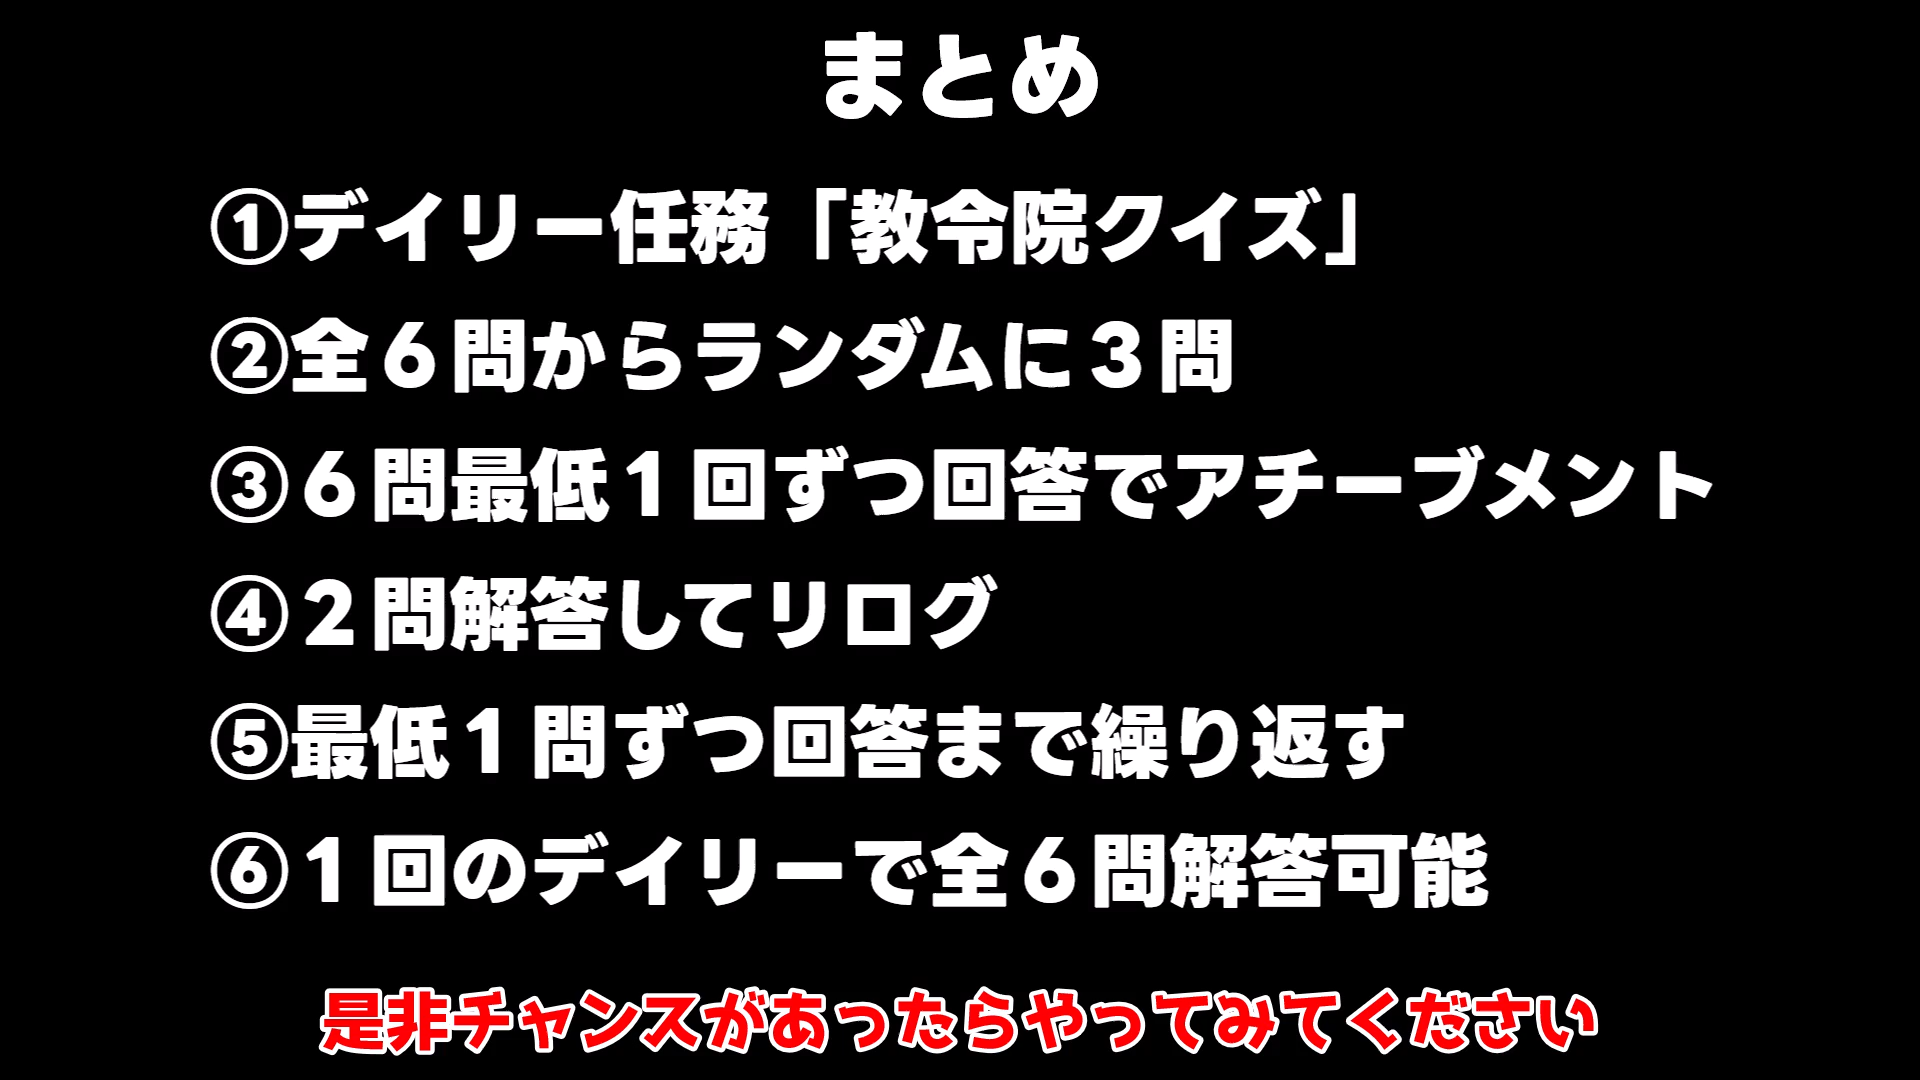 まとめ
①デイリー任務「教令院クイズ」
②全６問からランダムに３問
③６問最低１回ずつ回答でアチーブメント
④２問解答してリログ
⑤最低１問ずつ回答まで繰り返す
⑥１回のデイリーで全６問解答可能
是非チャンスがあったらやってみてください